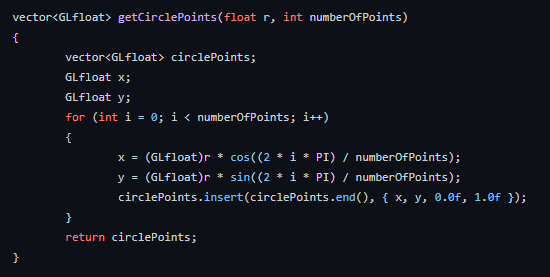 vector<GLfloat> getCirclePoints(float r, int numberOfPoints)
{
vector<GLfloat> circlePoints;
GLfloat x;
GLfloat y;
for (int i = 0; i < numberOfPoints; i++)
{
x = (GLfloat)r * cos((2 * i * PI) / numberOfPoints);
y = (GLfloat)r * sin((2 * i * PI) / numberOfPoints);
circlePoints.insert(circlePoints.end(), { x, y, 0.0f, 1.0f });
}
return circlePoints;
}